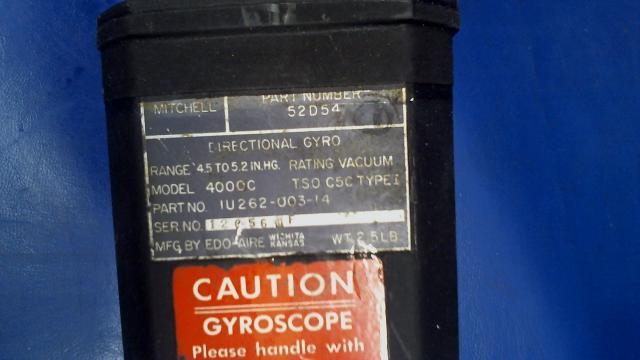 MITCHELL
PART NUMBER
52D54
DIRECTIONAL GYRO
RANGE 4.5 TO 5.2 IN.HG. RATING VACUUM
MODEL 4000C TSO C5C TYPE I
PART NO. 1U262-003-14
SER NO.
MFG BY EDO-AIRE WICHITA KANSAS WT 2.5 LB
CAUTION
GYROSCOPE
Please handle with